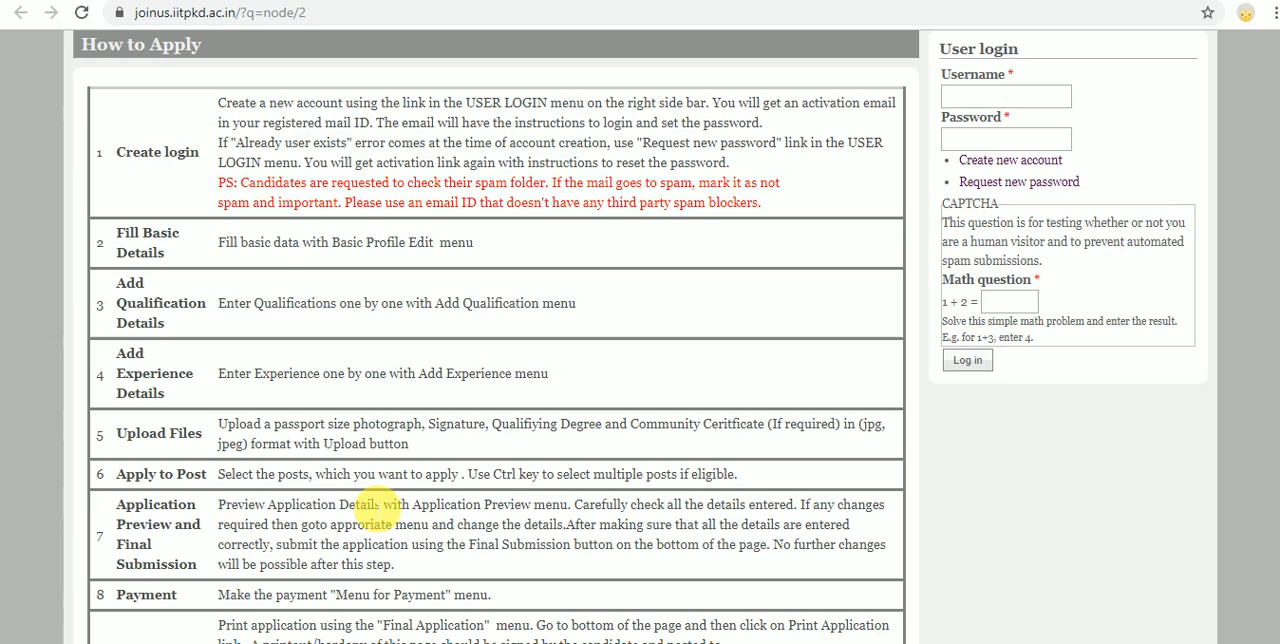 joinus.iitpkd.ac.in/?q=node/2
How to Apply
1 Create login
Create a new account using the link in the USER LOGIN menu on the right side bar. You will get an activation email
in your registered mail ID. The email will have the instructions to login and set the password.
If "Already user exists" error comes at the time of account creation, use "Request new password" link in the USER
LOGIN menu. You will get activation link again with instructions to reset the password.
PS: Candidates are requested to check their spam folder. If the mail goes to spam, mark it as not
spam and important. Please use an email ID that doesn't have any third party spam blockers.
2 Fill Basic
Details
Fill basic data with Basic Profile Edit menu
3 Add
Qualification
Details
Enter Qualifications one by one with Add Qualification menu
4 Add
Experience
Details
Enter Experience one by one with Add Experience menu
5 Upload Files
Upload a passport size photograph, Signature, Qualifiying Degree and Community Ceritficate (If required) in (jpg,
jpeg) format with Upload button
6 Apply to Post
Select the posts, which you want to apply . Use Ctrl key to select multiple posts if eligible.
7 Application
Preview and
Final
Submission
Preview Application Details with Application Preview menu. Carefully check all the details entered. If any changes
required then goto approriate menu and change the details.After making sure that all the details are entered
correctly, submit the application using the Final Submission button on the bottom of the page. No further changes
will be possible after this step.
8 Payment
Make the payment "Menu for Payment" menu.
Print application using the "Final Application" menu. Go to bottom of the page and then click on Print Application
User login
Username *
Password *
Create new account
Request new password
CAPTCHA
This question is for testing whether or not you
are a human visitor and to prevent automated
spam submissions.
Math question *
1 + 2 =
Solve this simple math problem and enter the result.
E.g. for 1+3, enter 4.
Log in